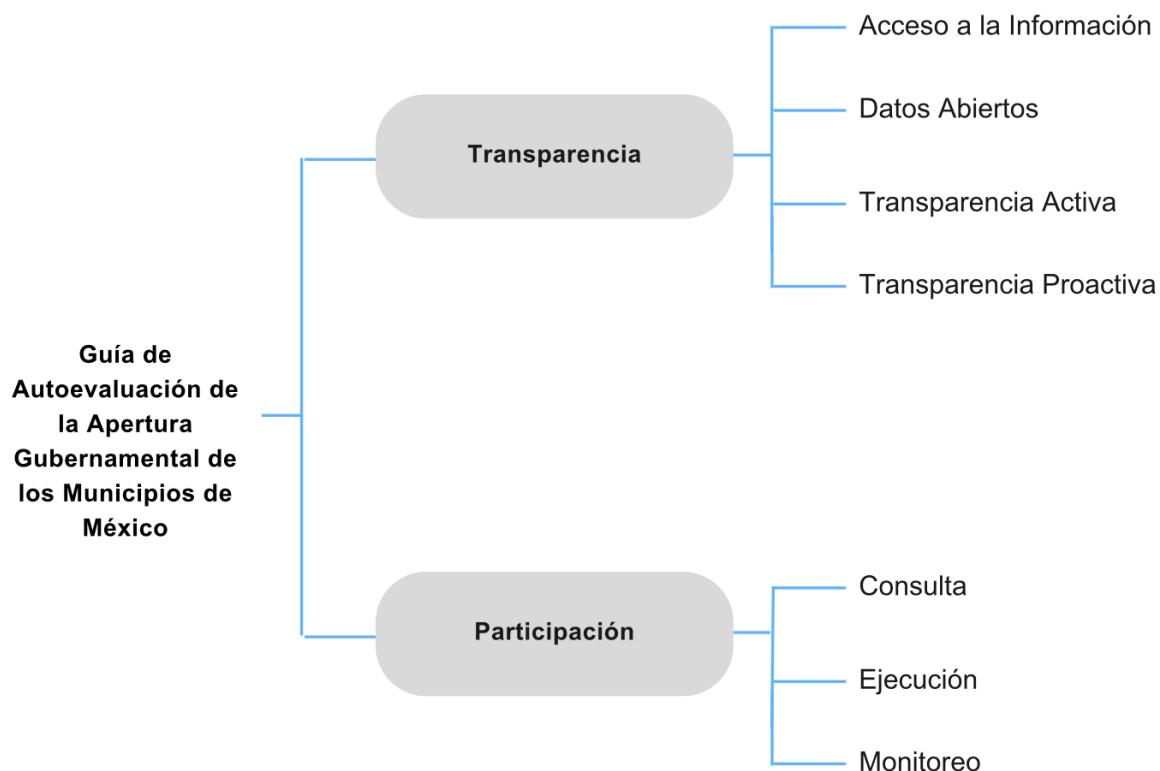 Guía de
Autoevaluación de
la Apertura
Gubernamental de
los Municipios de
México
Transparencia
Acceso a la Información
Datos Abiertos
Transparencia Activa
Transparencia Proactiva
Participación
Consulta
Ejecución
Monitoreo